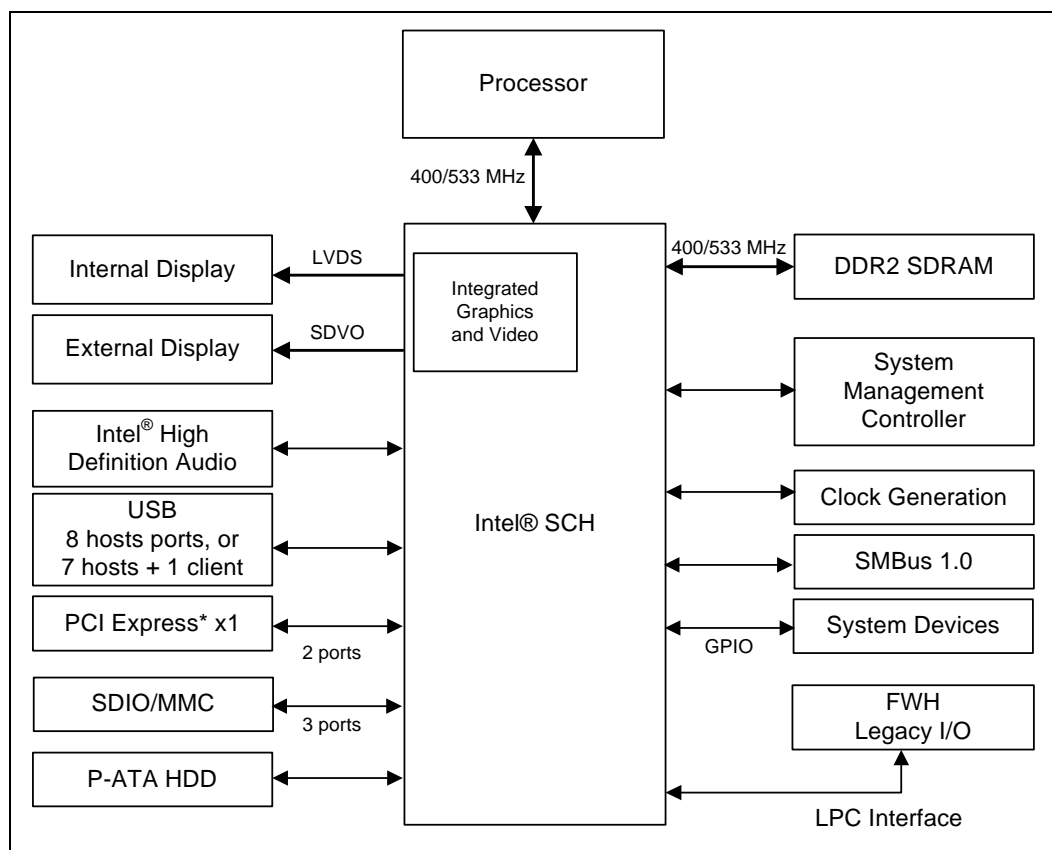 Processor
400/533 MHz
Internal Display
LVDS
External Display
SDVO
Integrated
Graphics
and Video
400/533 MHz
DDR2 SDRAM
System
Management
Controller
Intel® High
Definition Audio
USB
8 hosts ports, or
7 hosts + 1 client
Intel® SCH
Clock Generation
SMBus 1.0
PCI Express* x1
2 ports
GPIO
System Devices
SDIO/MMC
3 ports
FWH
Legacy I/O
P-ATA HDD
LPC Interface